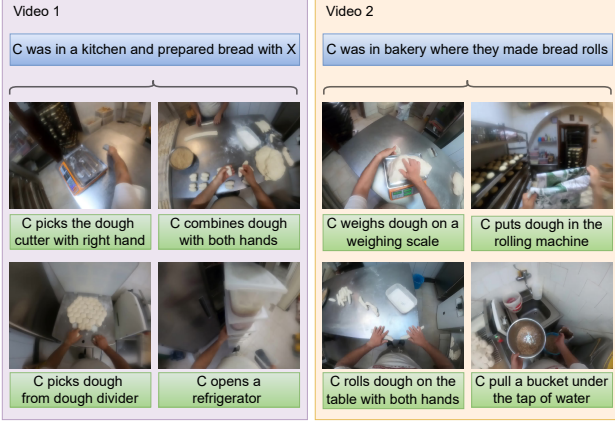 Video 1
C was in a kitchen and prepared bread with X
C picks the dough
cutter with right hand
C combines dough
with both hands
C picks dough
from dough divider
C opens a
refrigerator
Video 2
C was in bakery where they made bread rolls
C weighs dough on a
weighing scale
C puts dough in the
rolling machine
C rolls dough on the
table with both hands
C pull a bucket under
the tap of water